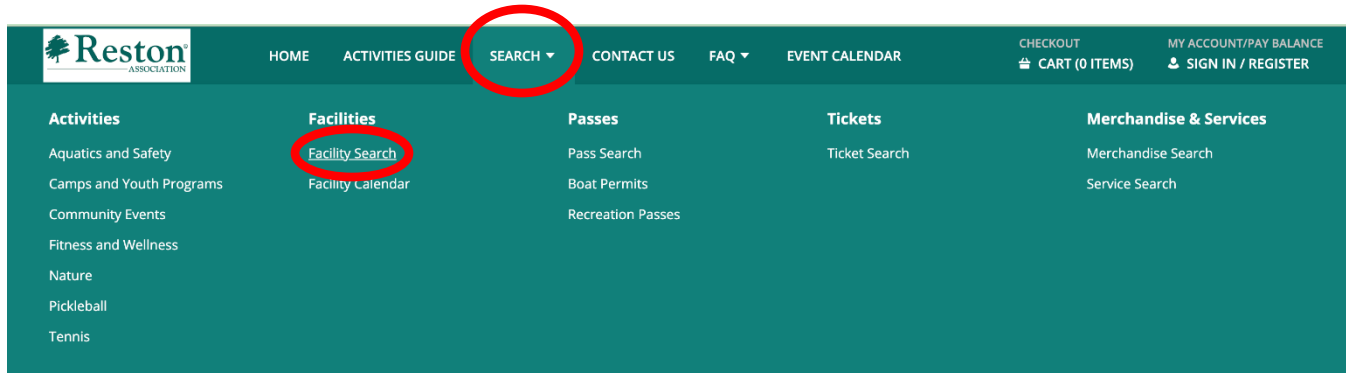 Reston®
ASSOCIATION
HOME ACTIVITIES GUIDE SEARCH CONTACT US FAQ EVENT CALENDAR
CHECKOUT
CART (0 ITEMS)
MY ACCOUNT/PAY BALANCE
SIGN IN / REGISTER
Activities
Aquatics and Safety
Camps and Youth Programs
Community Events
Fitness and Wellness
Nature
Pickleball
Tennis
Facilities
Facility Search
Facility Calendar
Passes
Pass Search
Boat Permits
Recreation Passes
Tickets
Ticket Search
Merchandise & Services
Merchandise Search
Service Search